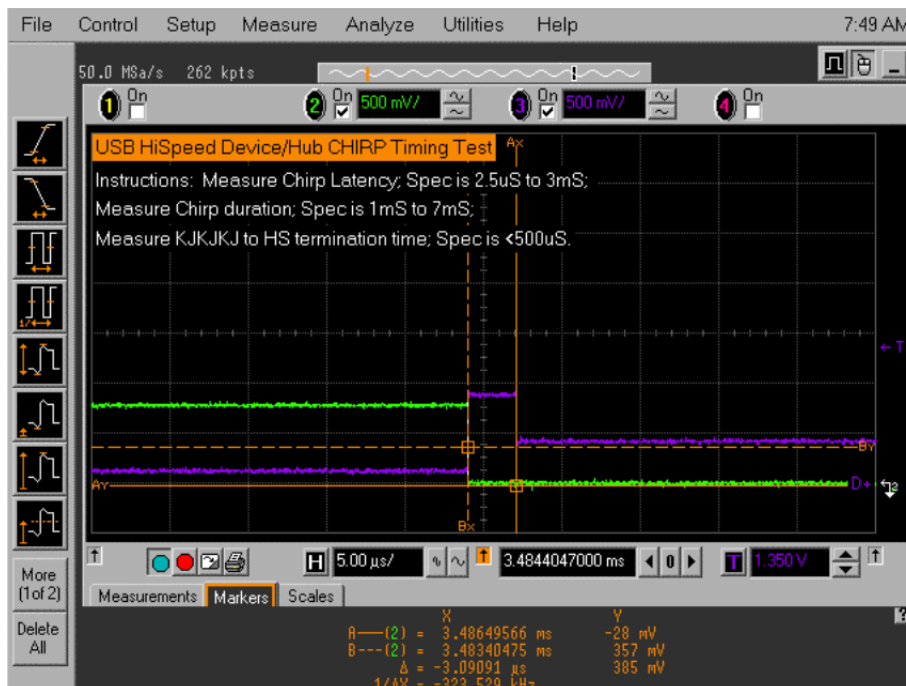 File Control Setup Measure Analyze Utilities Help 7:49 AM
50.0 MSa/s 262 kpts
1 On 2 On 500 mV/ 3 On 500 mV/ 4 On
USB HiSpeed Device/Hub CHIRP Timing Test Ax
Instructions: Measure Chirp Latency; Spec is 2.5uS to 3mS;
Measure Chirp duration; Spec is 1mS to 7mS;
Measure KJKJKJ to HS termination time; Spec is <500uS.
T
By
Ay D+ 2
Bx
H 5.00 µs/ 3.4844047000 ms 0 T 1.350 V
More
(1 of 2)
Measurements Markers Scales
Delete
All
?
X Y
A---(2) = 3.48649566 ms -28 mV
B---(2) = 3.48340475 ms 357 mV
Δ = -3.09091 µs 385 mV
1/ΔX = -323.529 kHz